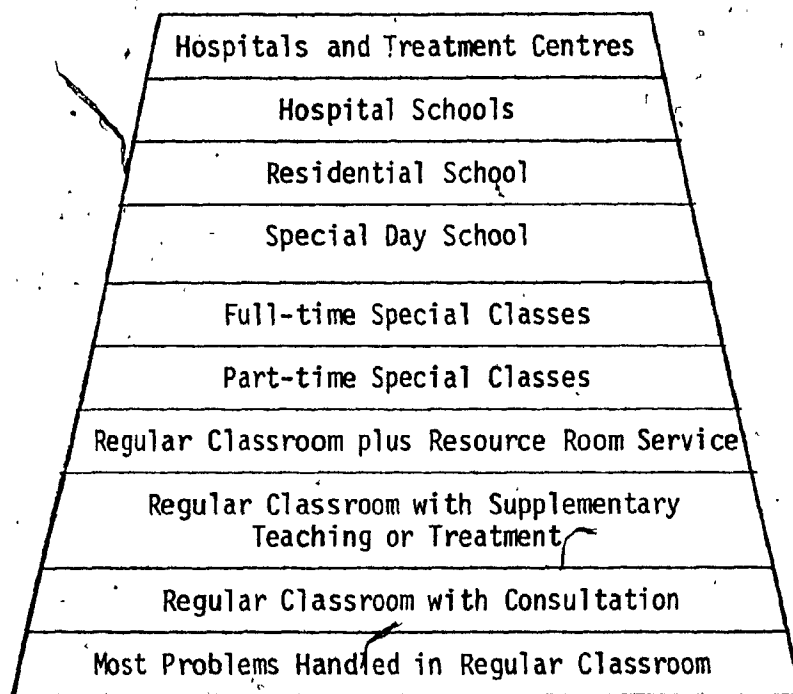 Hospitals and Treatment Centres
Hospital Schools
Residential School
Special Day School
Full-time Special Classes
Part-time Special Classes
Regular Classroom plus Resource Room Service
Regular Classroom with Supplementary
Teaching or Treatment
Regular Classroom with Consultation
Most Problems Handled in Regular Classroom